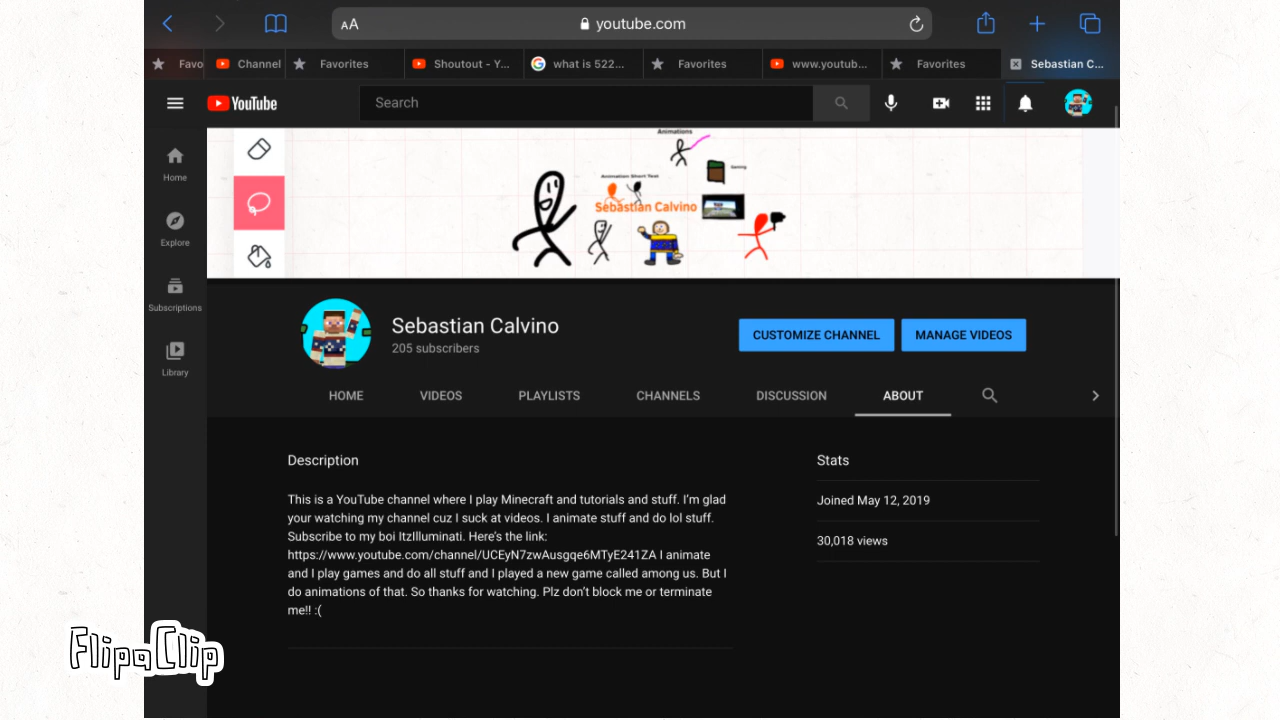 AA
youtube.com
Favo
Channel
Favorites
Shoutout - Y...
what is 522...
Favorites
www.youtub...
Favorites
Sebastian C...
YouTube
Search
Home
Explore
Subscriptions
Library
Animations
Gaming
Animation Short Test
Sebastian Calvino
Sebastian Calvino
205 subscribers
CUSTOMIZE CHANNEL
MANAGE VIDEOS
HOME
VIDEOS
PLAYLISTS
CHANNELS
DISCUSSION
ABOUT
Description
This is a YouTube channel where I play Minecraft and tutorials and stuff. I'm glad
your watching my channel cuz I suck at videos. I animate stuff and do lol stuff.
Subscribe to my boi ItzIlluminati. Here's the link:
https://www.youtube.com/channel/UCEyN7zwAusgqe6MTyE241ZA I animate
and I play games and do all stuff and I played a new game called among us. But I
do animations of that. So thanks for watching. Plz don't block me or terminate
me!! :(
Stats
Joined May 12, 2019
30,018 views
FlipaClip